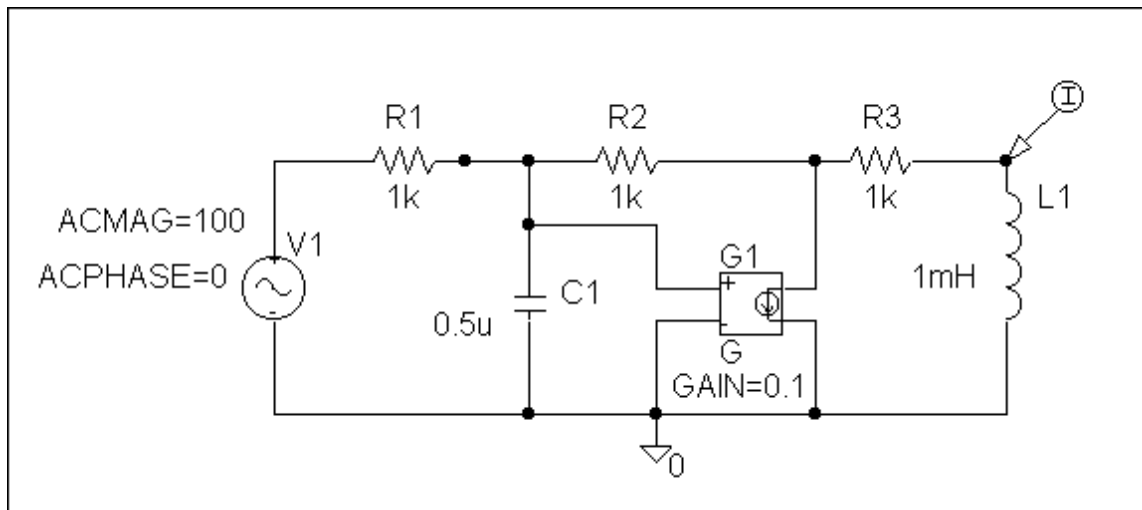 R1
R2
R3
1k
1k
1k
I
L1
1mH
ACMAG=100
ACPHASE=0
V1
+
-
C1
0.5u
G1
+
-
G
GAIN=0.1
0